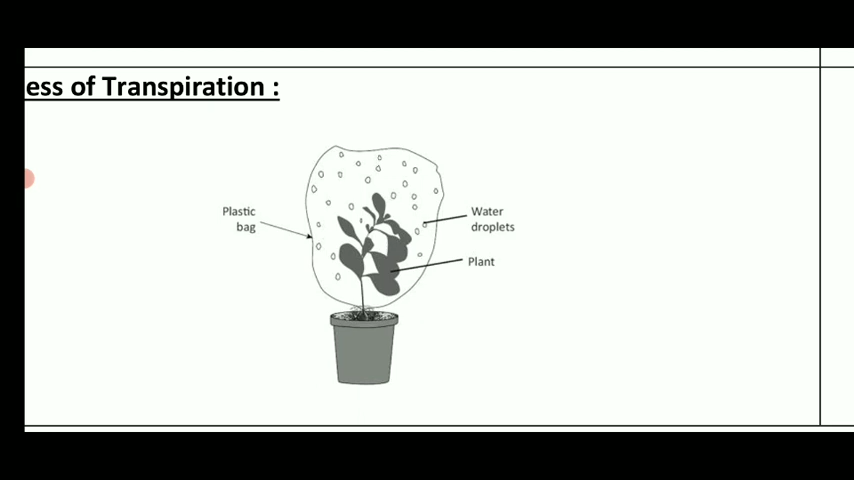 ess of Transpiration :
Plastic
bag
Water
droplets
Plant